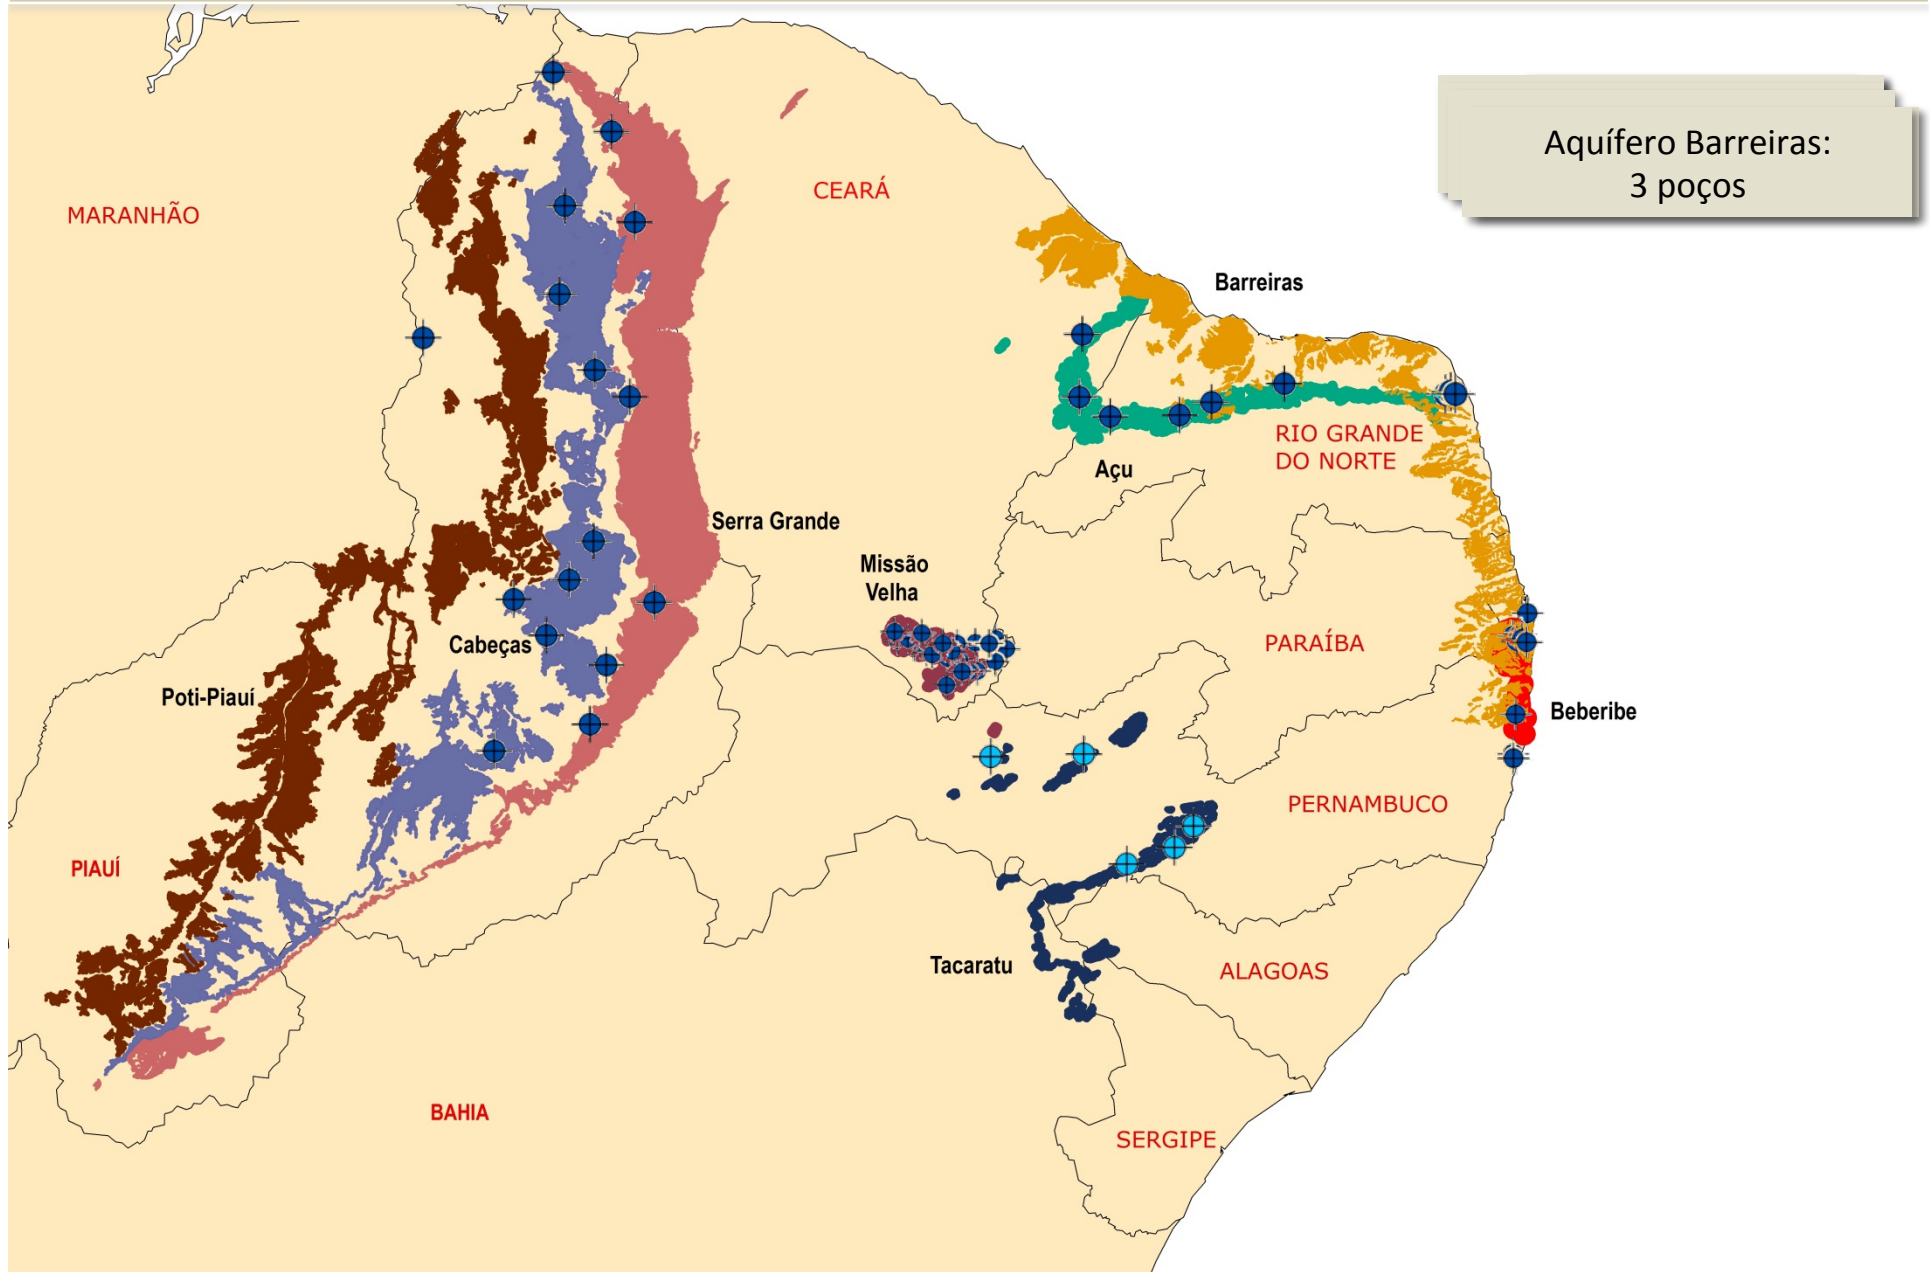 Aquífero Barreiras:
3 poços
CEARÁ
MARANHÃO
Barreiras
RIO GRANDE
DO NORTE
Açu
Serra Grande
Missão
Velha
PARAÍBA
Cabeças
Poti-Piauí
Beberibe
PERNAMBUCO
PIAUÍ
Tacaratu
ALAGOAS
BAHIA
SERGIPE